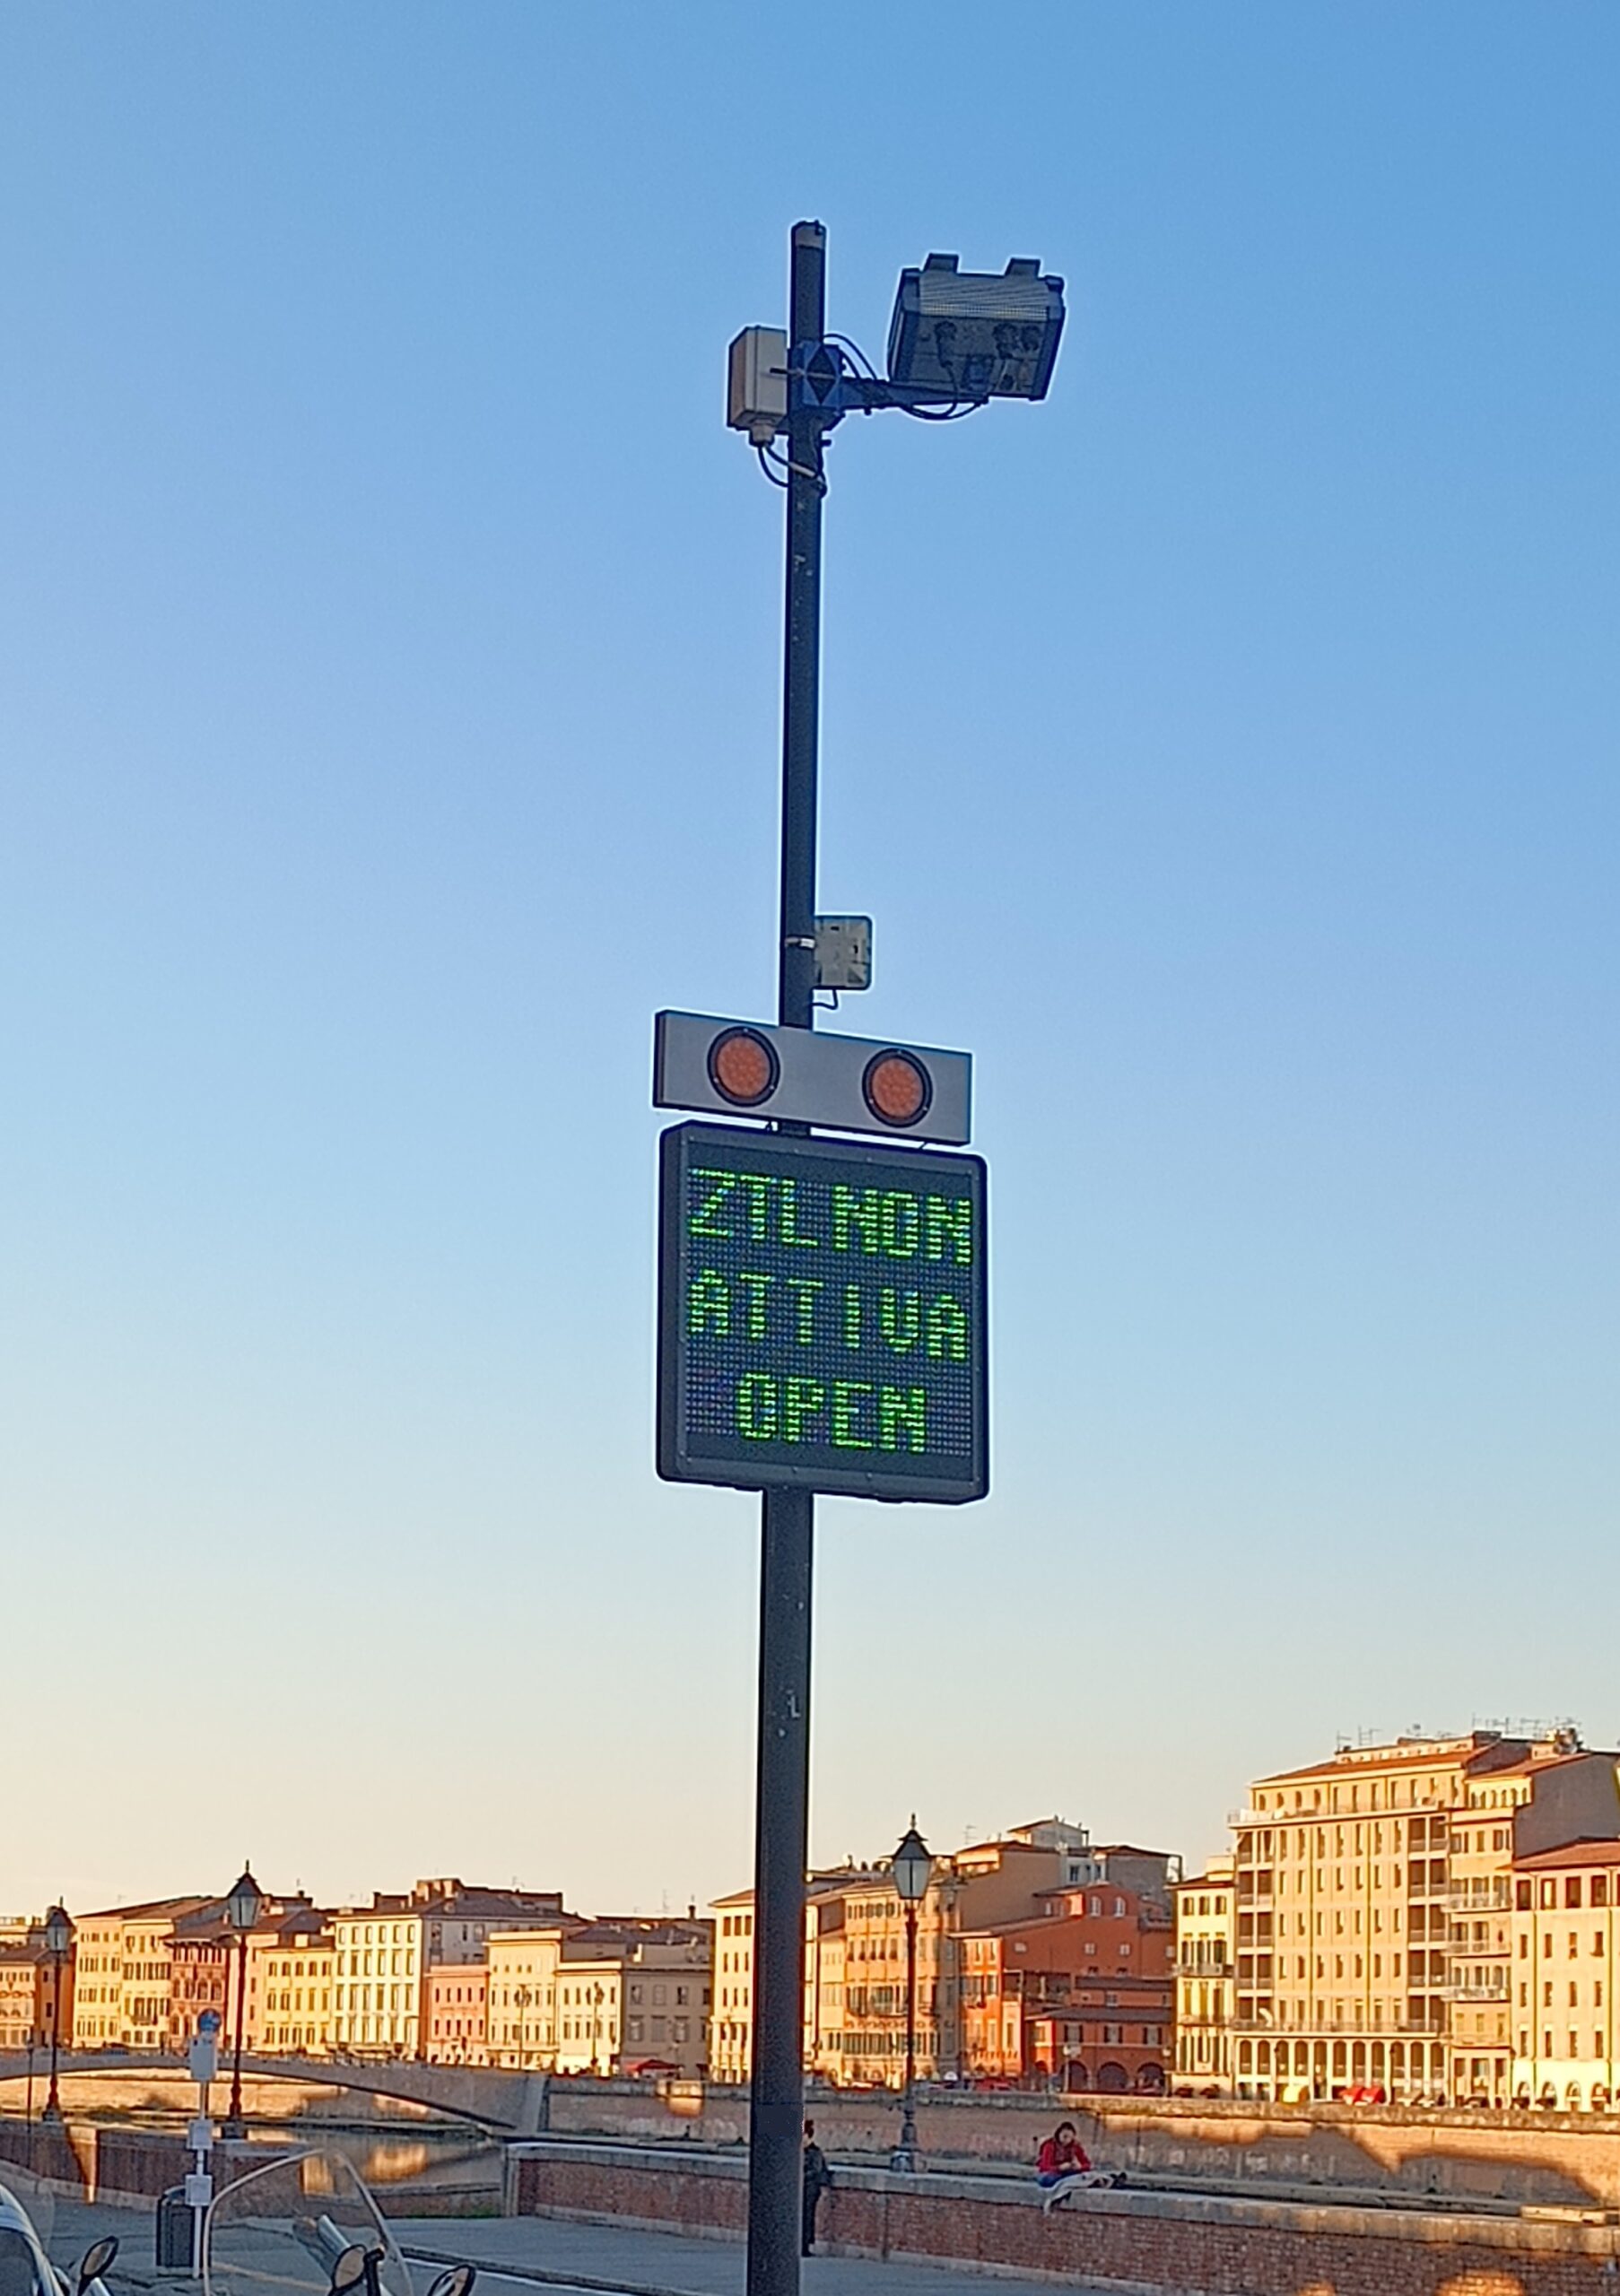 ZTL NON
ATTIVA
OPEN